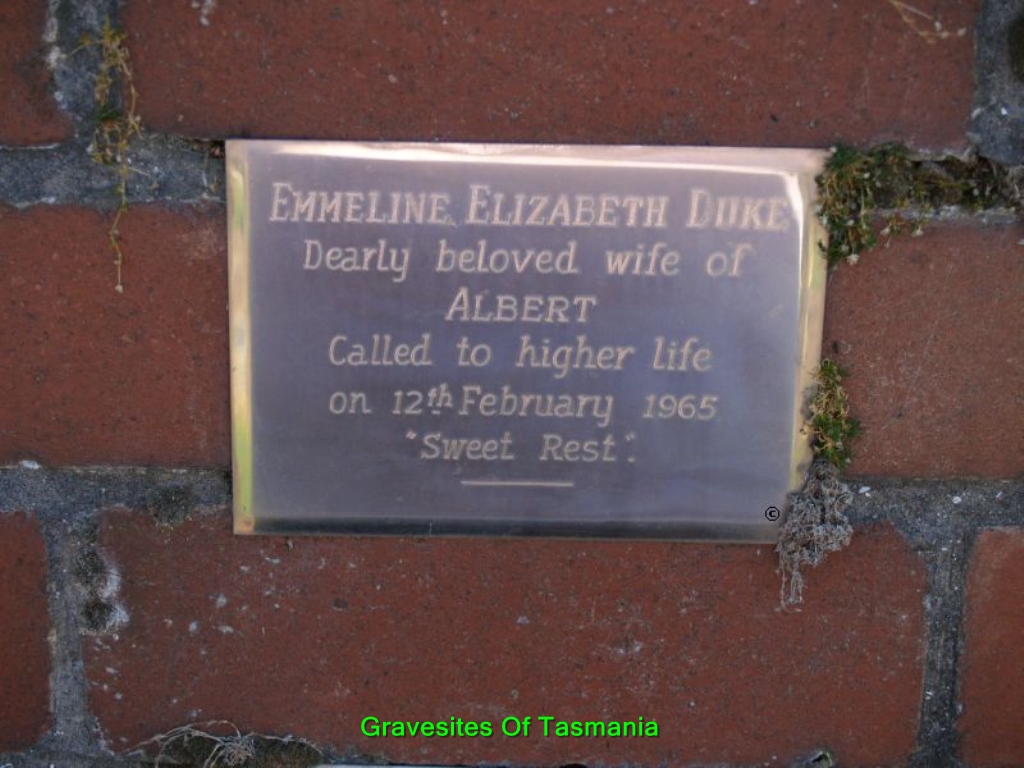 EMMELINE ELIZABETH DUKE
Dearly beloved wife of
ALBERT
Called to higher life
on 12th February 1965
"Sweet Rest".
©
Gravesites Of Tasmania